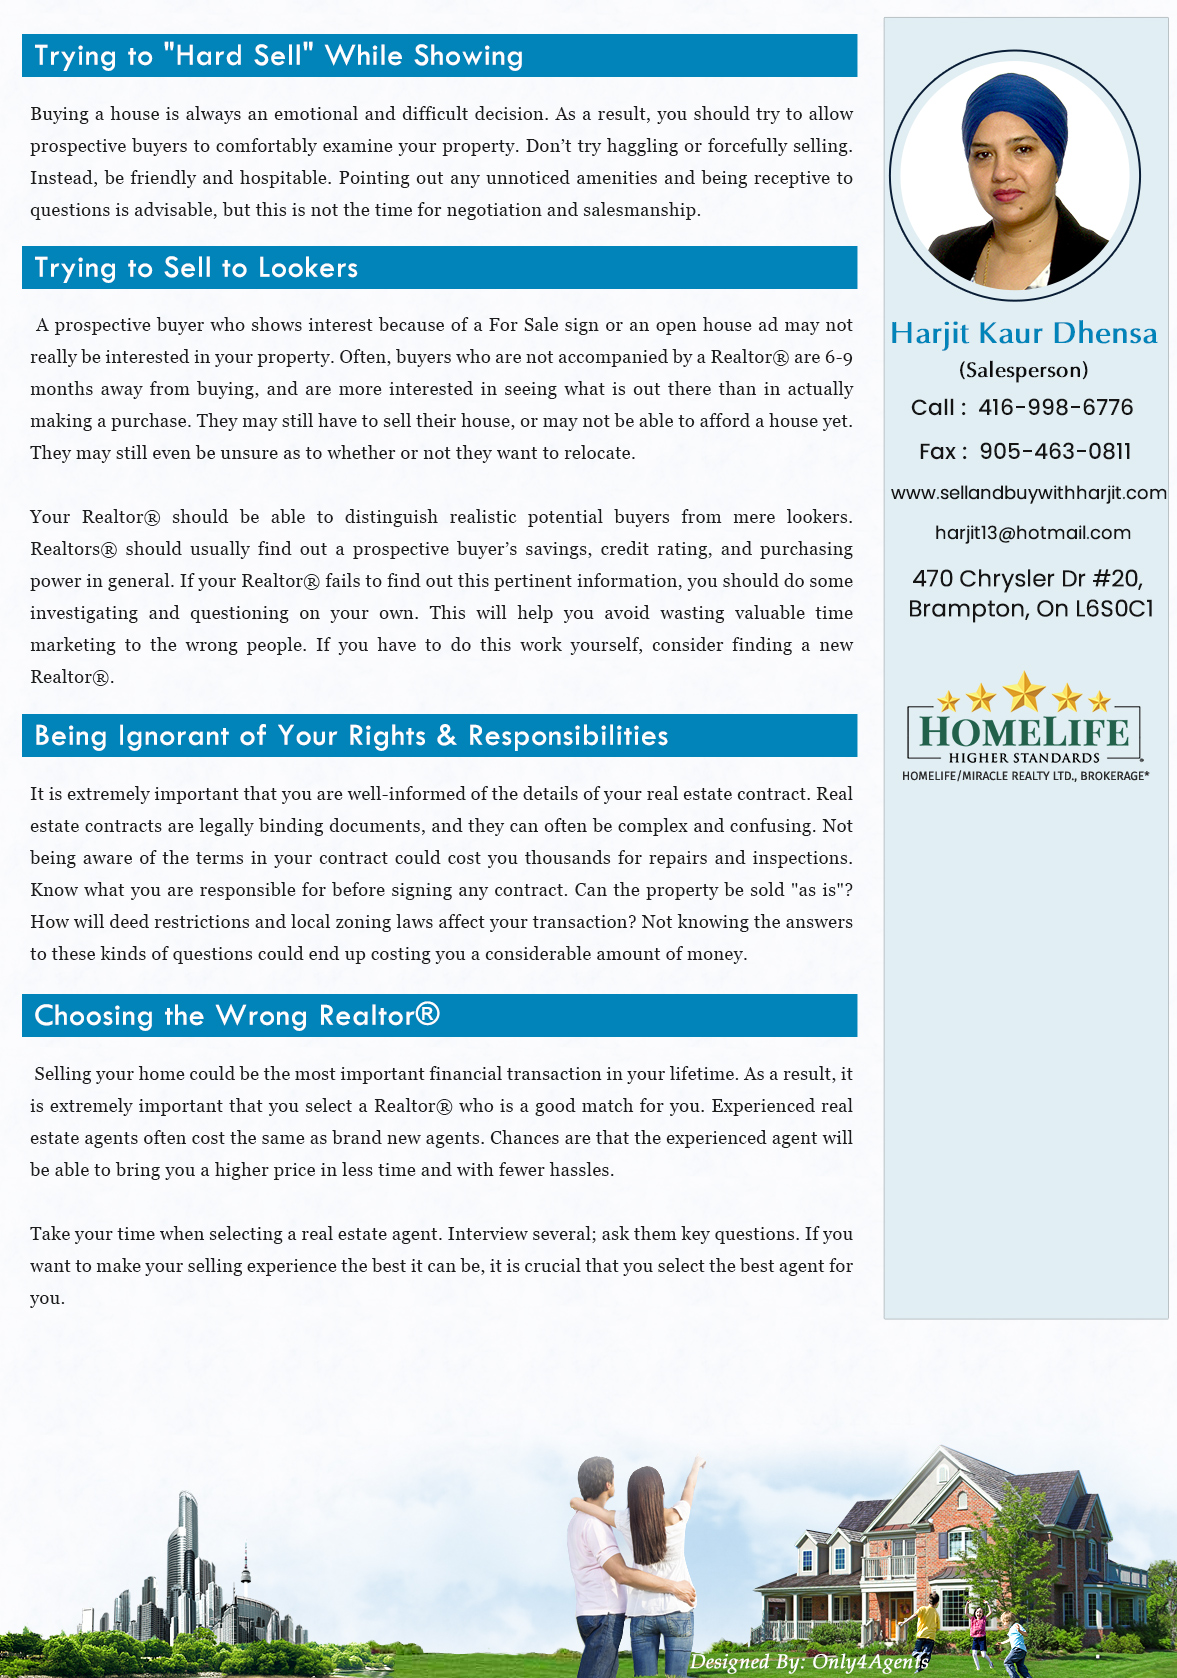 Trying to "Hard Sell" While Showing
Buying a house is always an emotional and difficult decision. As a result, you should try to allow
prospective buyers to comfortably examine your property. Don’t try haggling or forcefully selling.
Instead, be friendly and hospitable. Pointing out any unnoticed amenities and being receptive to
questions is advisable, but this is not the time for negotiation and salesmanship.
Trying to Sell to Lookers
A prospective buyer who shows interest because of a For Sale sign or an open house ad may not
really be interested in your property. Often, buyers who are not accompanied by a Realtor® are 6-9
months away from buying, and are more interested in seeing what is out there than in actually
making a purchase. They may still have to sell their house, or may not be able to afford a house yet.
They may still even be unsure as to whether or not they want to relocate.
Your Realtor® should be able to distinguish realistic potential buyers from mere lookers.
Realtors® should usually find out a prospective buyer’s savings, credit rating, and purchasing
power in general. If your Realtor® fails to find out this pertinent information, you should do some
investigating and questioning on your own. This will help you avoid wasting valuable time
marketing to the wrong people. If you have to do this work yourself, consider finding a new
Realtor®.
Being Ignorant of Your Rights & Responsibilities
It is extremely important that you are well-informed of the details of your real estate contract. Real
estate contracts are legally binding documents, and they can often be complex and confusing. Not
being aware of the terms in your contract could cost you thousands for repairs and inspections.
Know what you are responsible for before signing any contract. Can the property be sold "as is"?
How will deed restrictions and local zoning laws affect your transaction? Not knowing the answers
to these kinds of questions could end up costing you a considerable amount of money.
Choosing the Wrong Realtor®
Selling your home could be the most important financial transaction in your lifetime. As a result, it
is extremely important that you select a Realtor® who is a good match for you. Experienced real
estate agents often cost the same as brand new agents. Chances are that the experienced agent will
be able to bring you a higher price in less time and with fewer hassles.
Take your time when selecting a real estate agent. Interview several; ask them key questions. If you
want to make your selling experience the best it can be, it is crucial that you select the best agent for
you.
Harjit Kaur Dhensa
(Salesperson)
Call : 416-998-6776
Fax : 905-463-0811
www.sellandbuywithharjit.com
harjit13@hotmail.com
470 Chrysler Dr #20,
Brampton, On L6S0C1
HOMELIFE
HIGHER STANDARDS
HOMELIFE/MIRACLE REALTY LTD., BROKERAGE*
Designed By: Only4Agents